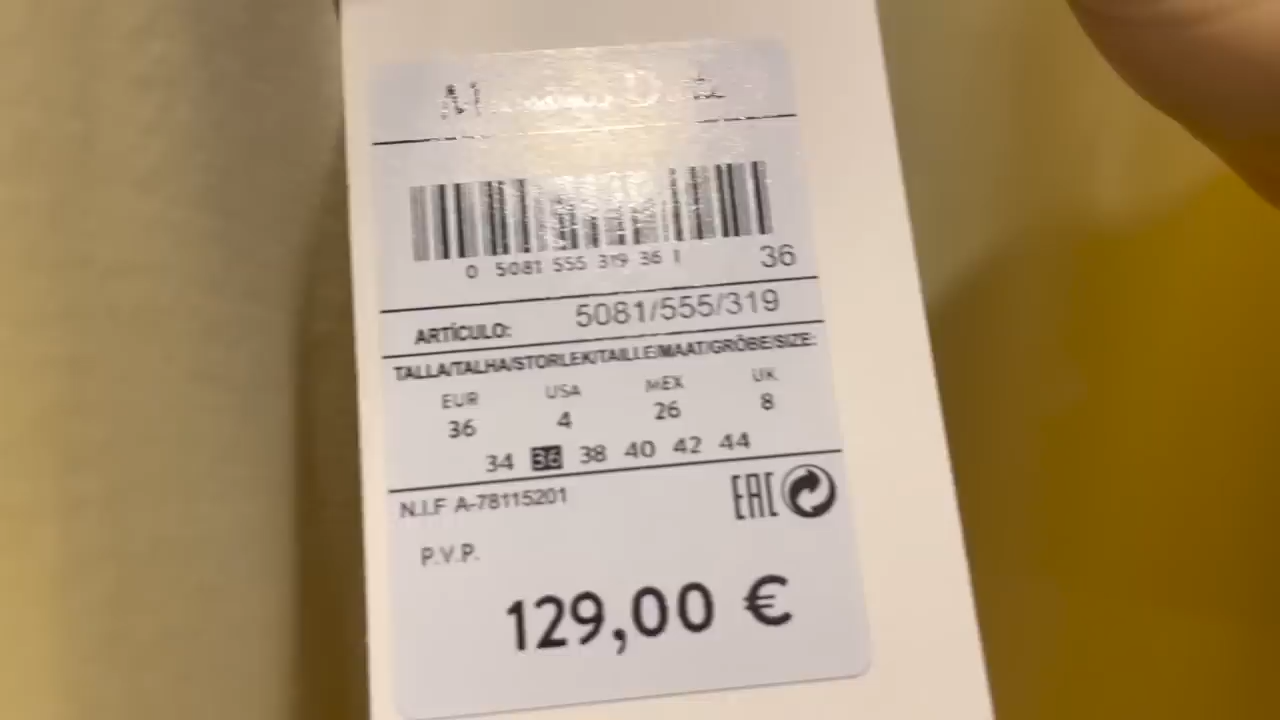 0 5081 555 319 36 1
36
ARTÍCULO: 5081/555/319
TALLA/TALHA/STORLEK/TAILLE/MAAT/GRÖBE/SIZE:
EUR USA MEX UK
36 4 26 8
34 36 38 40 42 44
N.I.F A-78115201 EAC
P.V.P.
129,00 €